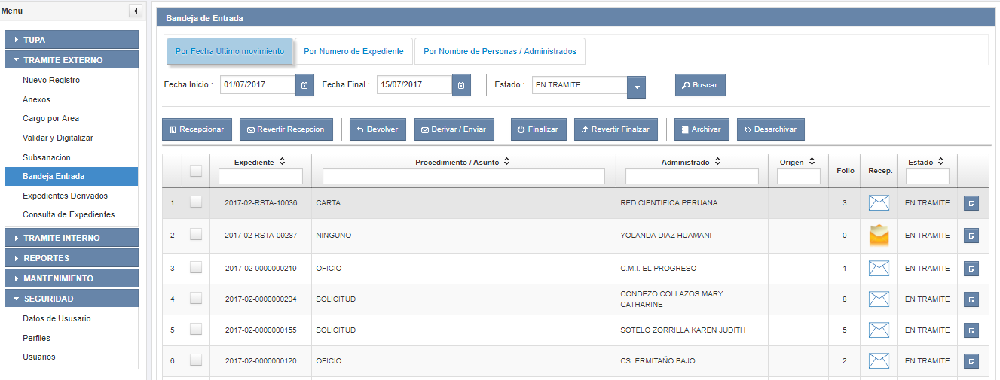 Menu
TUPA
TRAMITE EXTERNO
Nuevo Registro
Anexos
Cargo por Area
Validar y Digitalizar
Subsanacion
Bandeja Entrada
Expedientes Derivados
Consulta de Expedientes
TRAMITE INTERNO
REPORTES
MANTENIMIENTO
SEGURIDAD
Datos de Ususario
Perfiles
Usuarios
Bandeja de Entrada
Por Fecha Ultimo movimiento Por Numero de Expediente Por Nombre de Personas / Administrados
Fecha Inicio : 01/07/2017 Fecha Final : 15/07/2017 Estado : EN TRAMITE Buscar
Recepcionar Revertir Recepcion Devolver Derivar / Enviar Finalizar Revertir Finalzar Archivar Desarchivar
Expediente Procedimiento / Asunto Administrado Origen Folio Recep. Estado
1 2017-02-RSTA-10036 CARTA RED CIENTIFICA PERUANA 3 EN TRAMITE
2 2017-02-RSTA-09287 NINGUNO YOLANDA DIAZ HUAMANI 0 EN TRAMITE
3 2017-02-0000000219 OFICIO C.M.I. EL PROGRESO 1 EN TRAMITE
4 2017-02-0000000204 SOLICITUD CONDEZO COLLAZOS MARY
CATHARINE 8 EN TRAMITE
5 2017-02-0000000155 SOLICITUD SOTELO ZORRILLA KAREN JUDITH 5 EN TRAMITE
6 2017-02-0000000120 OFICIO CS. ERMITAÑO BAJO 2 EN TRAMITE